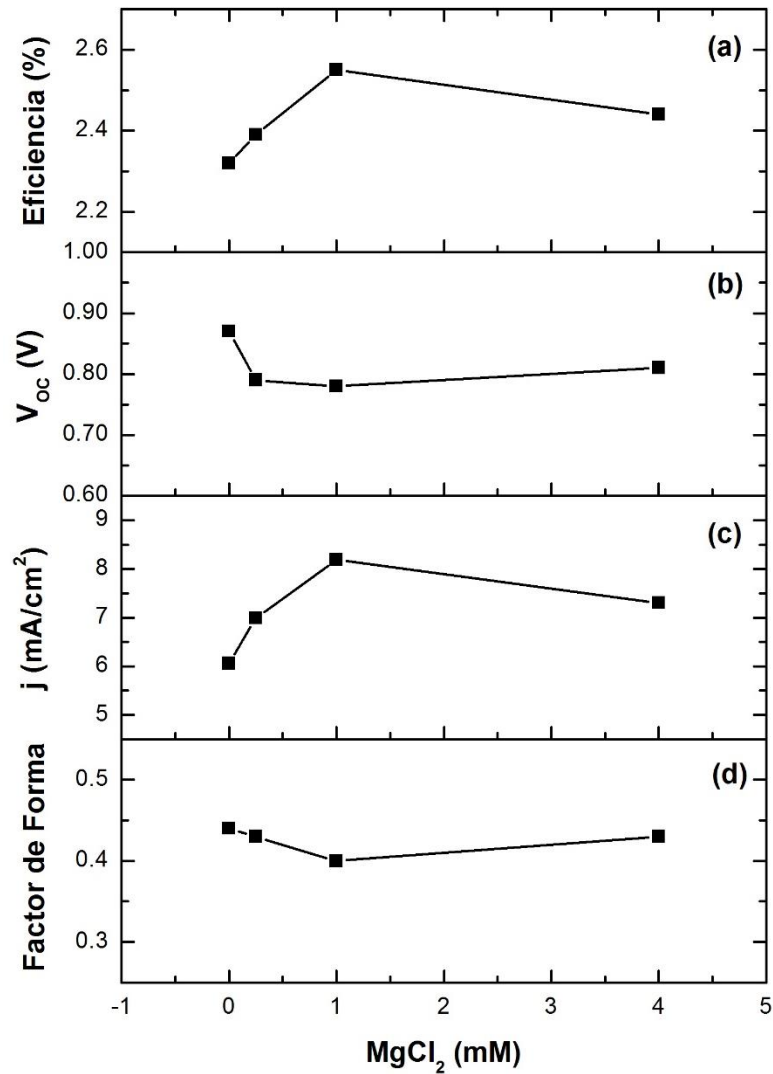 (a)
Eficiencia (%)
2.6
2.4
2.2
1.00
(b)
V_OC (V)
0.90
0.80
0.70
0.60
(c)
j (mA/cm²)
9
8
7
6
5
(d)
Factor de Forma
0.5
0.4
0.3
-1 0 1 2 3 4 5
MgCl₂ (mM)